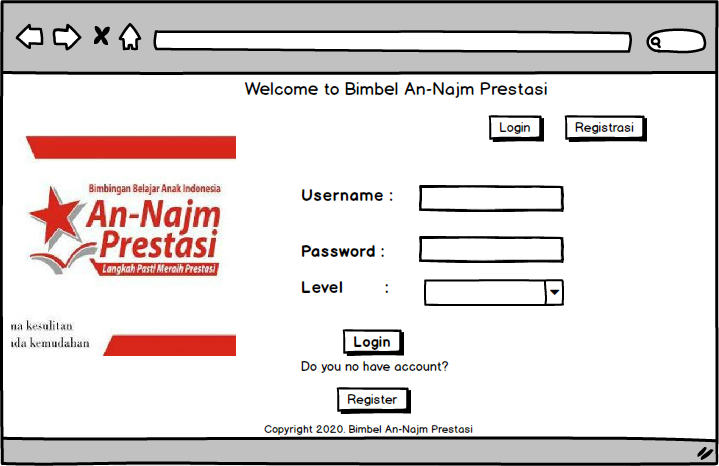 Welcome to Bimbel An-Najm Prestasi
Login
Registrasi
Bimbingan Belajar Anak Indonesia
An-Najm
Prestasi
Langkah Pasti Meraih Prestasi
na kesulitan
ida kemudahan
Username :
Password :
Level :
Login
Do you no have account?
Register
Copyright 2020. Bimbel An-Najm Prestasi